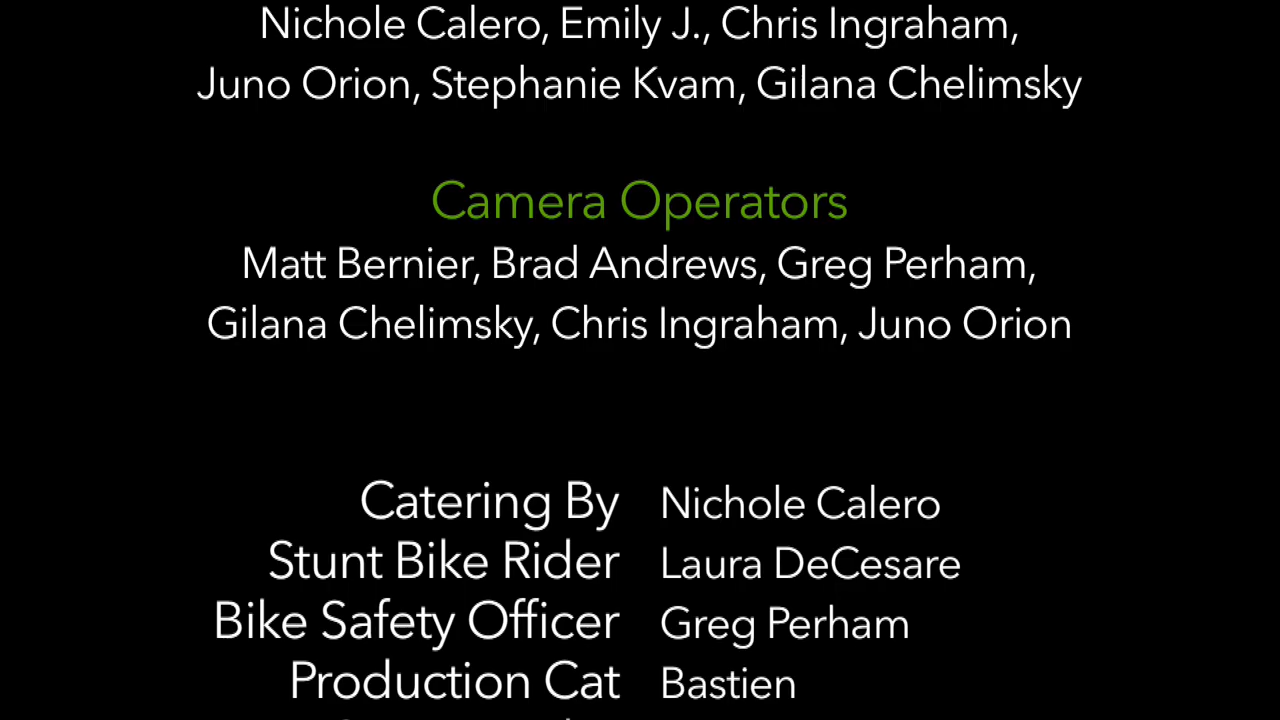 Nichole Calero, Emily J., Chris Ingraham,
Juno Orion, Stephanie Kvam, Gilana Chelimsky
Camera Operators
Matt Bernier, Brad Andrews, Greg Perham,
Gilana Chelimsky, Chris Ingraham, Juno Orion
Catering By Nichole Calero
Stunt Bike Rider Laura DeCesare
Bike Safety Officer Greg Perham
Production Cat Bastien